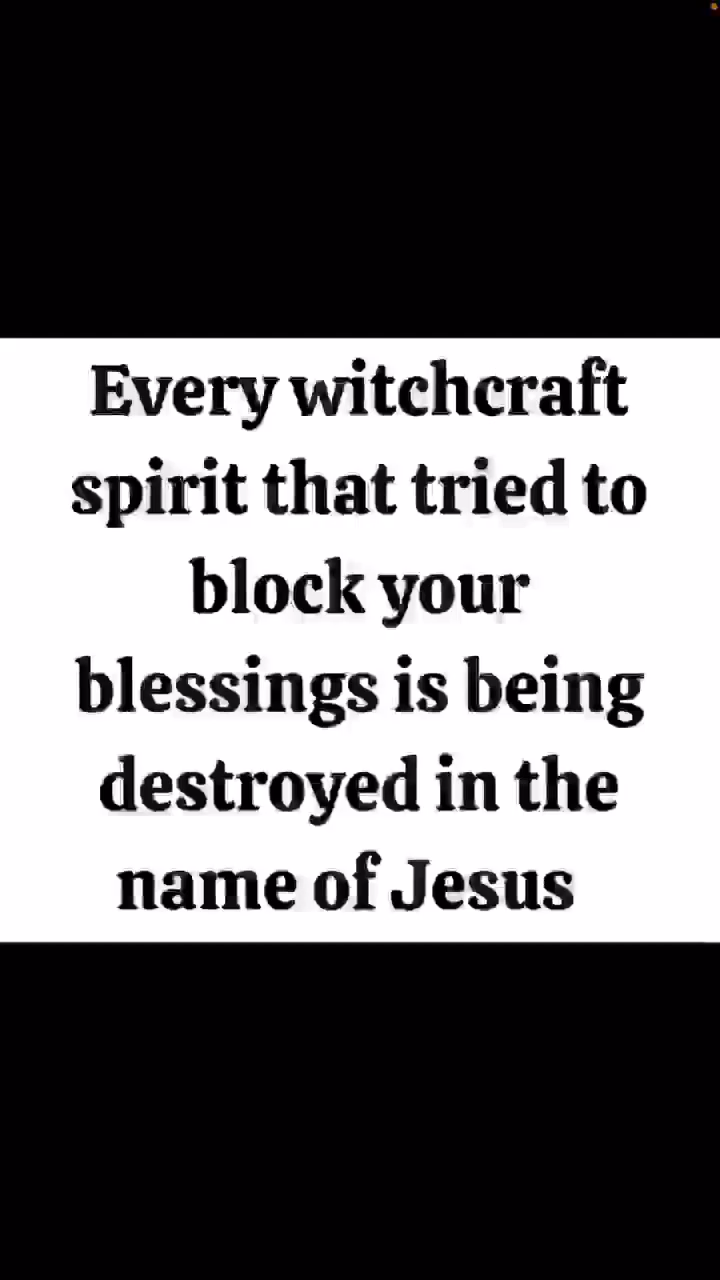 Every witchcraft
spirit that tried to
block your
blessings is being
destroyed in the
name of Jesus